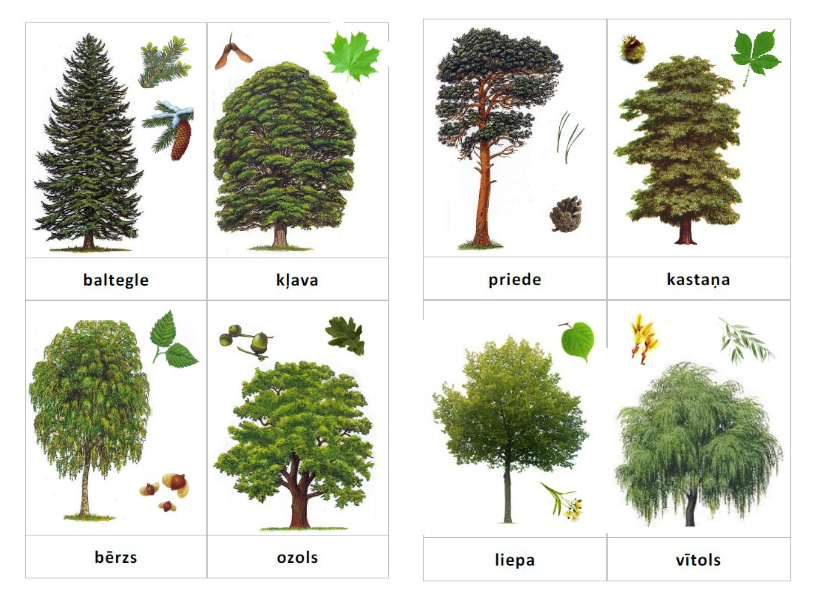 baltegle
kļava
priede
kastaņa
bērzs
ozols
liepa
vītols